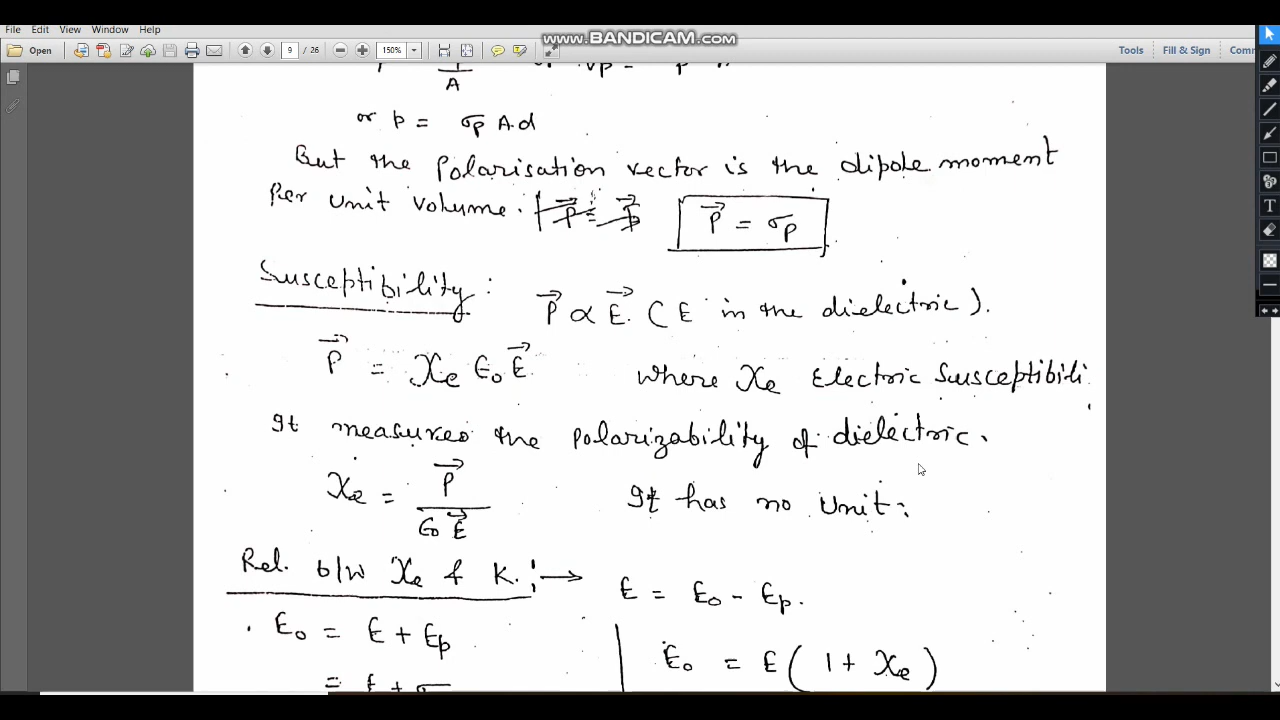 File Edit View Window Help
www.BANDICAM.com
Open 9 / 26 150% Tools Fill & Sign Comm
A
or p = σp A.d
But the Polarisation vector is the dipole moment
Per unit volume. P⃗ = σp
Susceptibility : P⃗ ∝ E⃗. ( E in the dielectric ).
P⃗ = χe ϵ0 E⃗ where χe Electric Susceptibili
It measures the polarizability of dielectric.
χe = P⃗ / ϵ0 E⃗ It has no Unit.
Rel. b/w χe & K. → E = E0 - Ep.
E0 = E + Ep
E0 = E ( 1 + χe )